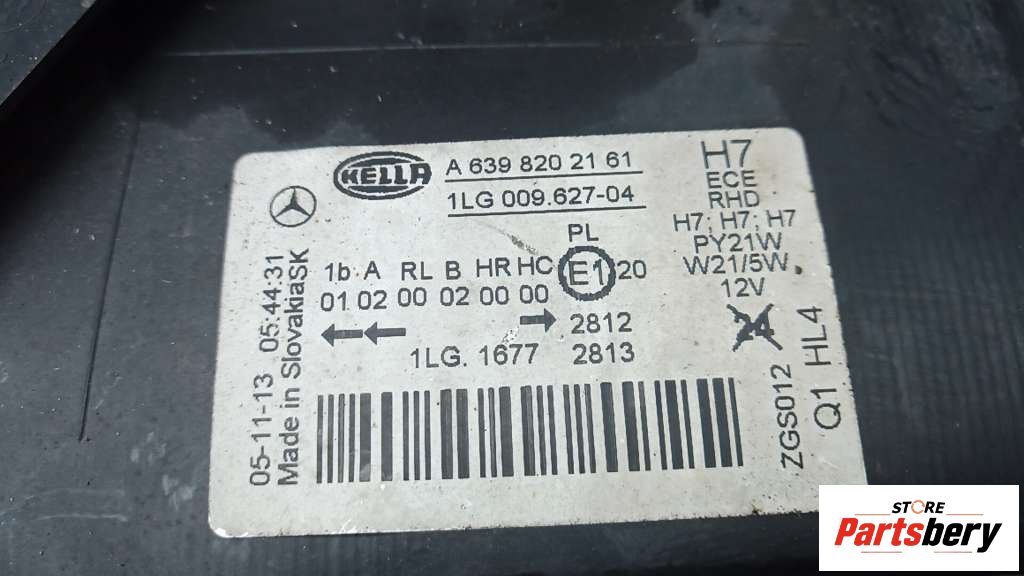 HELLA
A 639 820 21 61
1LG 009.627-04
PL
1b A RL B HR HC E1 20
01 02 00 02 00 00
2812
1LG. 1677 2813
H7
ECE
RHD
H7; H7; H7
PY21W
W21/5W
12V
24
05-11-13 05:44:31
Made in SlovakiaSK
ZGS012
Q1 HL4
STORE
Partsbery